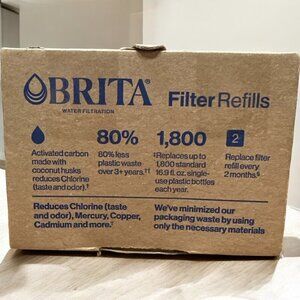 BRITA®
WATER FILTRATION
Filter Refills
80%
1,800
2
Activated carbon
made with
coconut husks
reduces Chlorine
(taste and odor).†
60% less
plastic waste
over 3+ years.††
‡Replaces up to
1,800 standard
16.9 fl. oz. single-
use plastic bottles
each year.
Replace filter
refill every
2 months.§
Reduces Chlorine (taste
and odor), Mercury, Copper,
Cadmium and more.†
We've minimized our
packaging waste by using
only the necessary materials